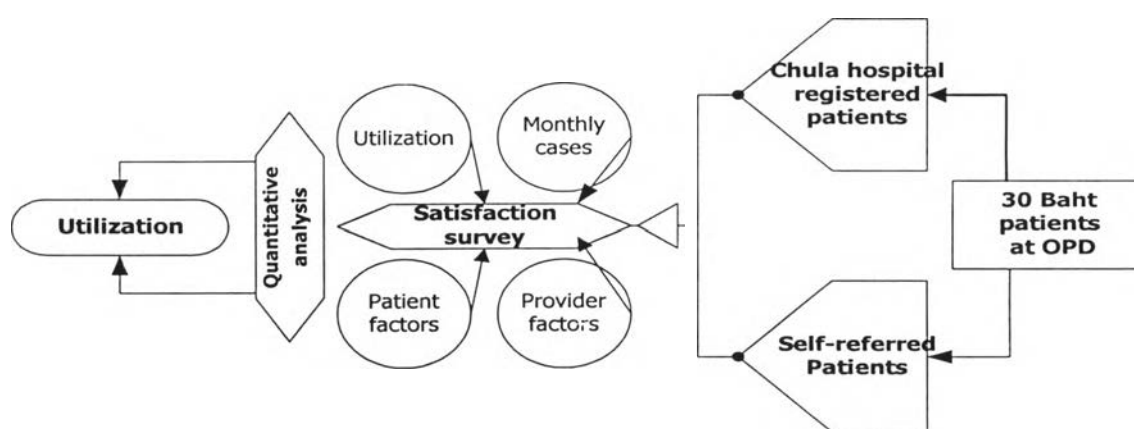 Utilization
Quantitative
analysis
Utilization
Monthly
cases
Satisfaction
survey
Patient
factors
Provider
factors
Chula hospital
registered
patients
Self-referred
Patients
30 Baht
patients
at OPD